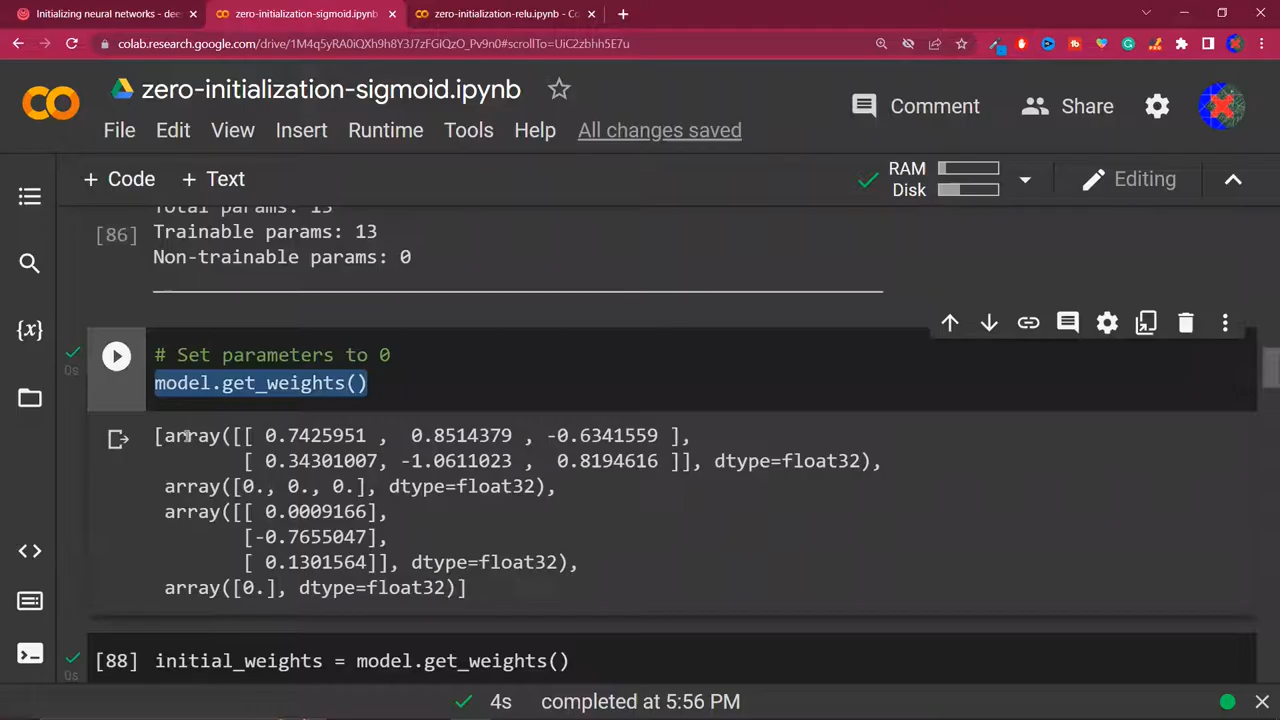 Initializing neural networks - dee
zero-initialization-sigmoid.ipynb
zero-initialization-relu.ipynb - Co
colab.research.google.com/drive/1M4q5yRA0iQXh9h8Y3J7zFGIQzO_Pv9n0#scrollTo=UiC2zbhh5E7u
zero-initialization-sigmoid.ipynb
Comment
Share
File Edit View Insert Runtime Tools Help All changes saved
+ Code + Text
RAM
Disk
Editing
Total params: 13
[86]
Trainable params: 13
Non-trainable params: 0
# Set parameters to 0
0s
model.get_weights()
[array([[ 0.7425951 , 0.8514379 , -0.6341559 ],
[ 0.34301007, -1.0611023 , 0.8194616 ]], dtype=float32),
array([0., 0., 0.], dtype=float32),
array([[ 0.0009166],
[-0.7655047],
[ 0.1301564]], dtype=float32),
array([0.], dtype=float32)]
[88] initial_weights = model.get_weights()
0s
4s completed at 5:56 PM